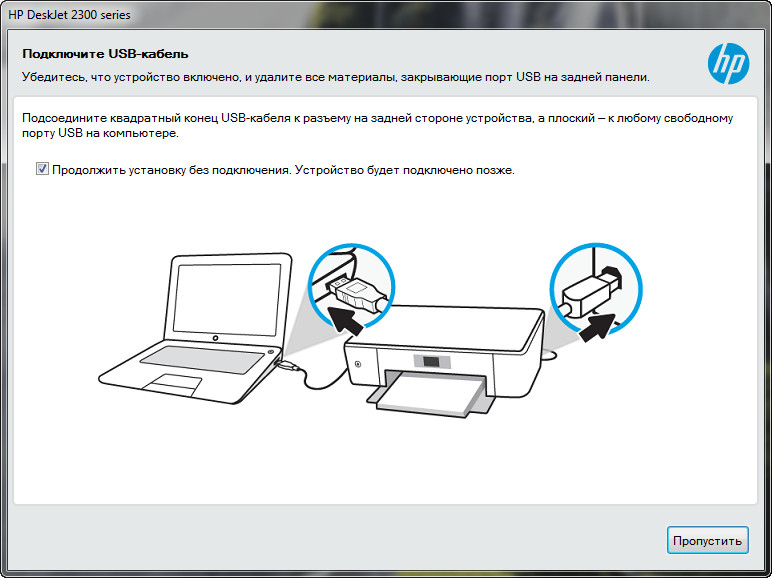 HP DeskJet 2300 series
Подключите USB-кабель
Убедитесь, что устройство включено, и удалите все материалы, закрывающие порт USB на задней панели.
hp
Подсоедините квадратный конец USB-кабеля к разъему на задней стороне устройства, а плоский – к любому свободному
порту USB на компьютере.
Продолжить установку без подключения. Устройство будет подключено позже.
Пропустить